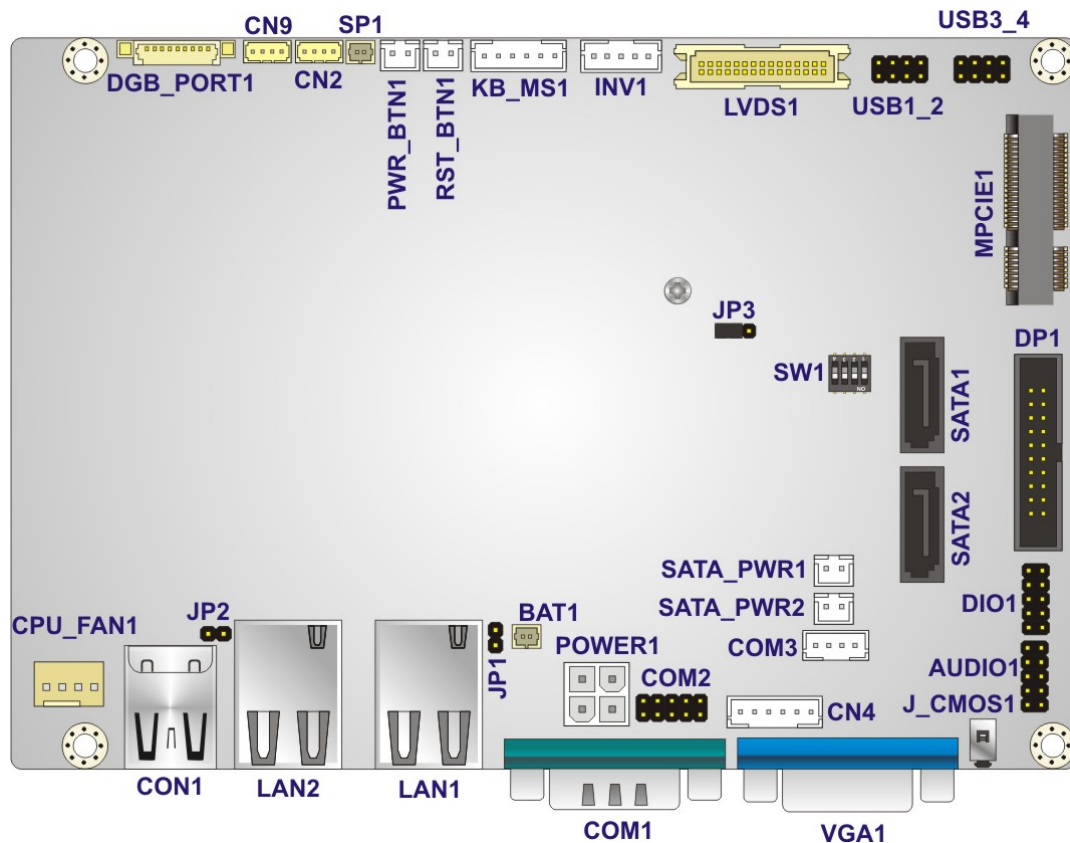 CN9
SP1
USB3_4
DGB_PORT1
CN2
PWR_BTN1
RST_BTN1
KB_MS1
INV1
LVDS1
USB1_2
MPCIE1
JP3
SW1
NO
DP1
SATA1
SATA2
SATA_PWR1
SATA_PWR2
DIO1
CPU_FAN1
JP2
BAT1
JP1
POWER1
COM3
COM2
AUDIO1
J_CMOS1
CN4
CON1
LAN2
LAN1
COM1
VGA1